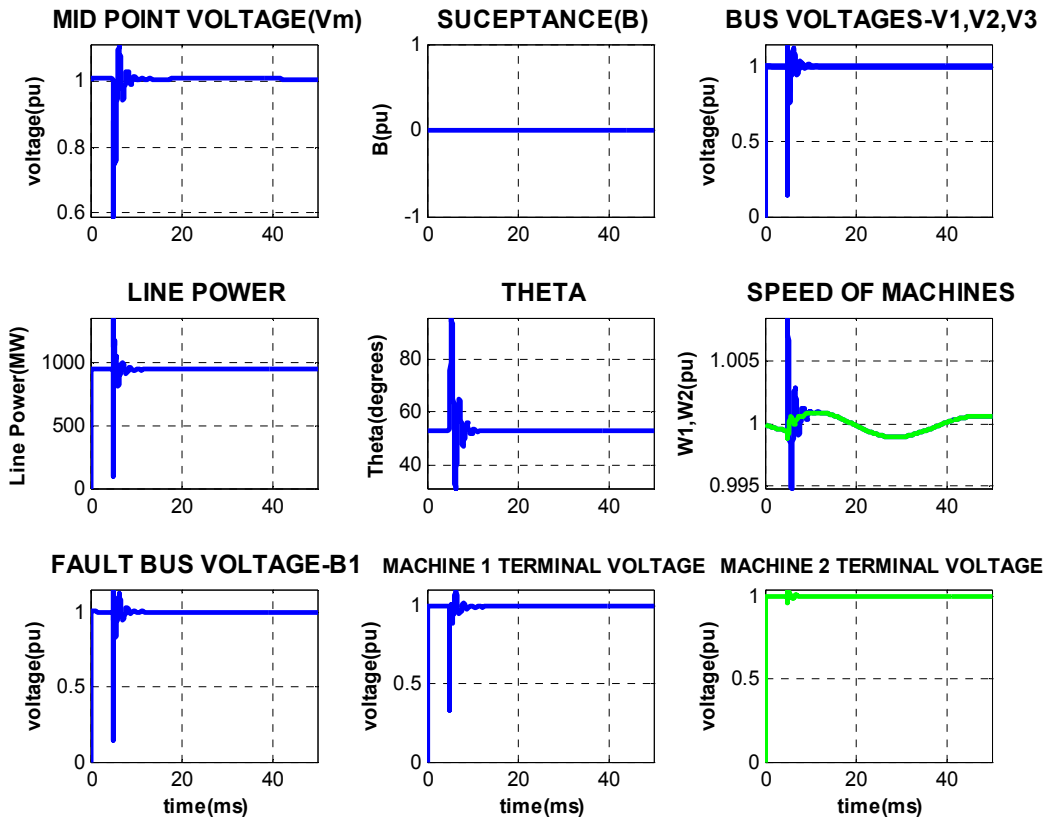 MID POINT VOLTAGE(Vm)
SUCEPTANCE(B)
BUS VOLTAGES-V1,V2,V3
voltage(pu)
1
0.8
0.6
0
20
40
B(pu)
1
0
-1
0
20
40
voltage(pu)
1
0.5
0
0
20
40
LINE POWER
THETA
SPEED OF MACHINES
Line Power(MW)
1000
500
0
0
20
40
Theta(degrees)
80
60
40
0
20
40
W1,W2(pu)
1.005
1
0.995
0
20
40
FAULT BUS VOLTAGE-B1
MACHINE 1 TERMINAL VOLTAGE
MACHINE 2 TERMINAL VOLTAGE
voltage(pu)
1
0.5
0
0
20
40
time(ms)
voltage(pu)
1
0.5
0
0
20
40
time(ms)
voltage(pu)
1
0.5
0
0
20
40
time(ms)